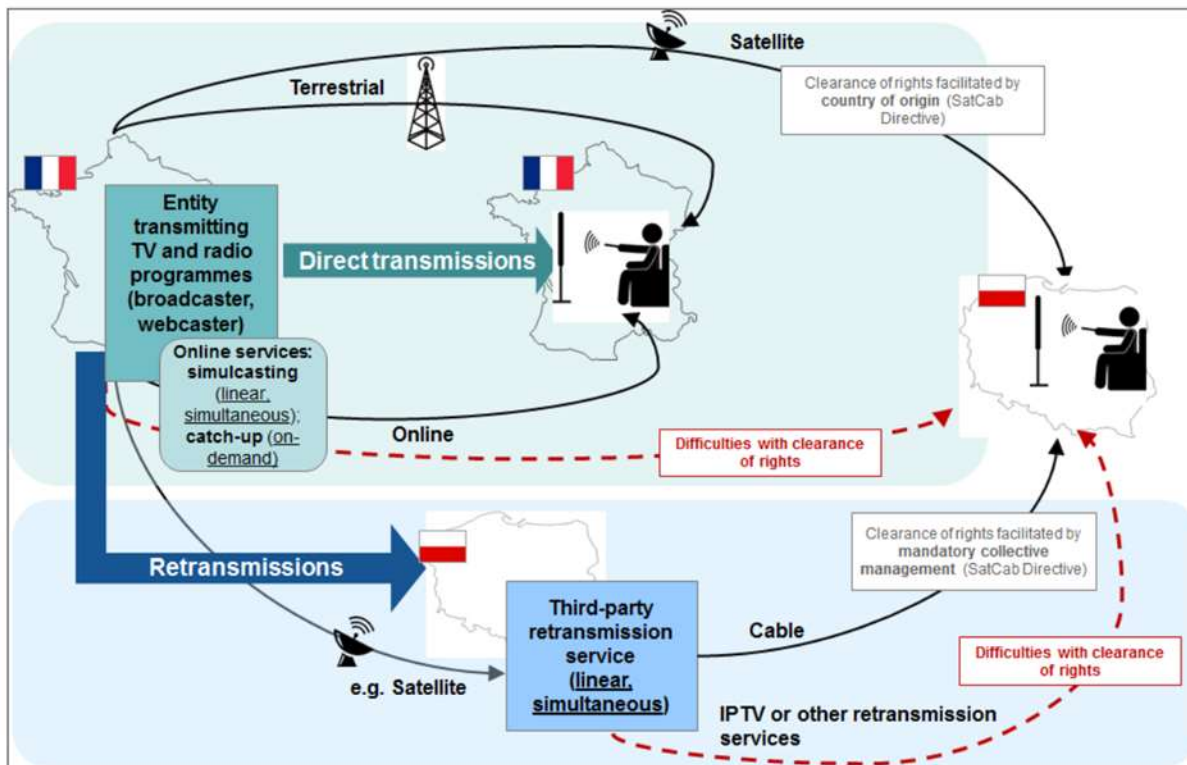 Satellite
Clearance of rights facilitated by
country of origin (SatCab
Directive)
Terrestrial
Entity
transmitting
TV and radio
programmes
(broadcaster,
webcaster)
Direct transmissions
Online services:
simulcasting
(linear,
simultaneous);
catch-up (on-
demand)
Online
Difficulties with clearance
of rights
Retransmissions
Clearance of rights facilitated by
mandatory collective
management (SatCab Directive)
Third-party
retransmission
service
(linear,
simultaneous)
Cable
e.g. Satellite
Difficulties with clearance
of rights
IPTV or other retransmission
services